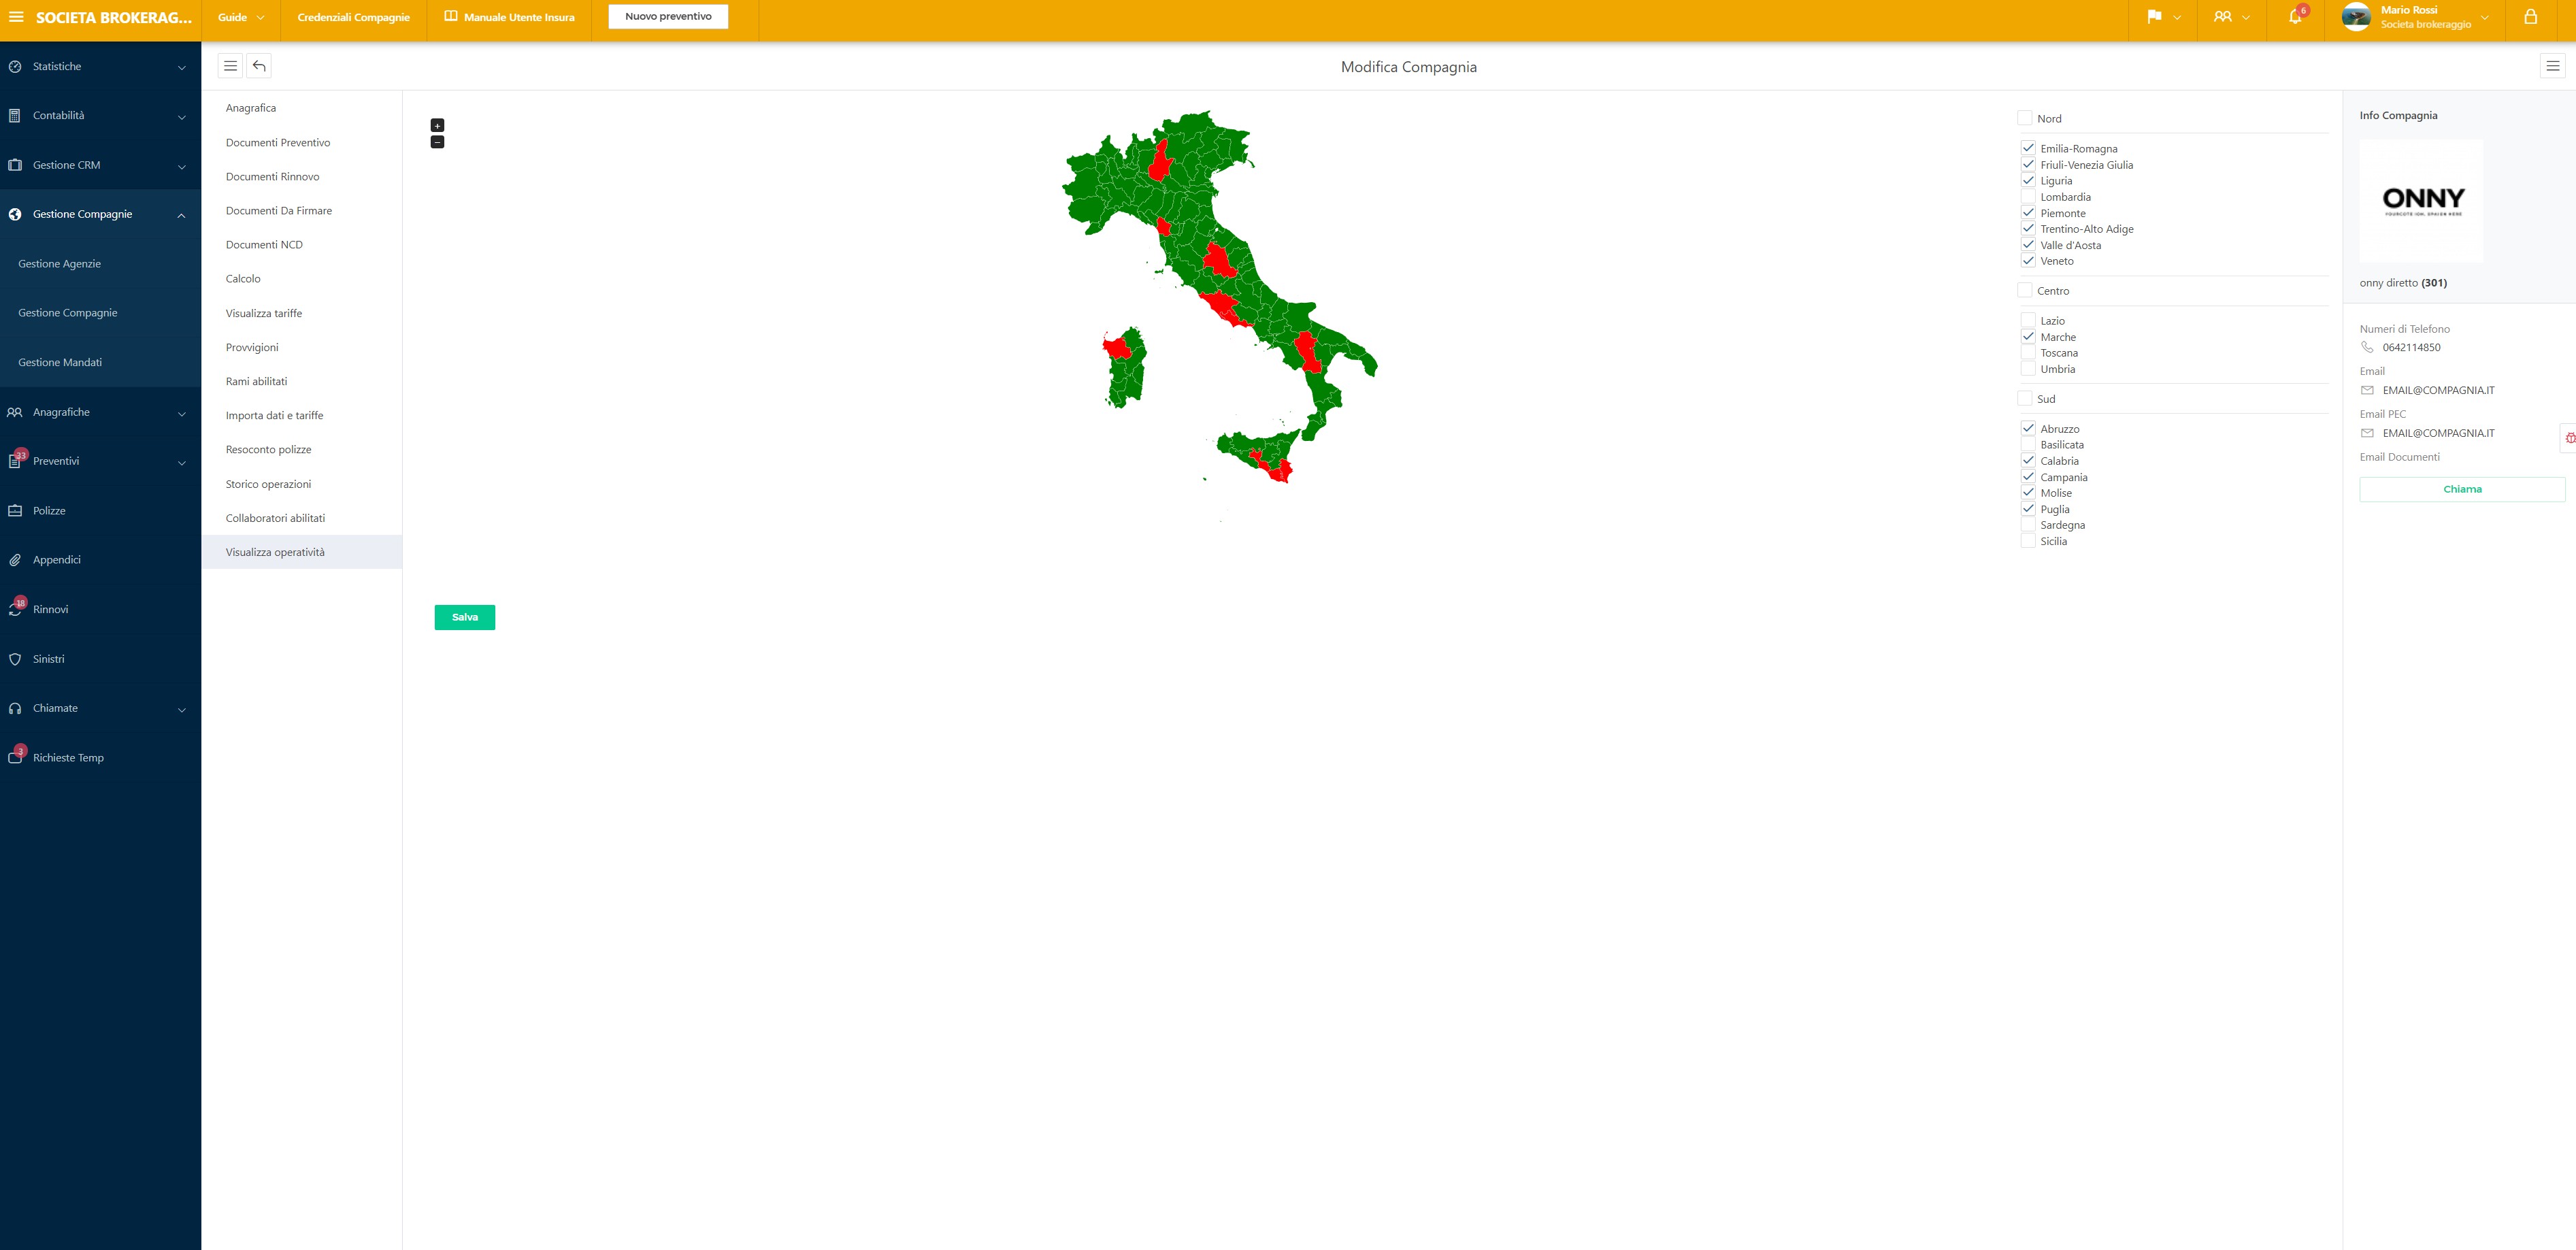 SOCIETA BROKERAG...
Guide
Credenziali Compagnie
Manuale Utente Insura
Nuovo preventivo
6
Mario Rossi
Societa brokeraggio
Statistiche
Contabilità
Gestione CRM
Gestione Compagnie
Gestione Agenzie
Gestione Compagnie
Gestione Mandati
Anagrafiche
33
Preventivi
Polizze
Appendici
18
Rinnovi
Sinistri
Chiamate
3
Richieste Temp
Modifica Compagnia
Anagrafica
Documenti Preventivo
Documenti Rinnovo
Documenti Da Firmare
Documenti NCD
Calcolo
Visualizza tariffe
Provvigioni
Rami abilitati
Importa dati e tariffe
Resoconto polizze
Storico operazioni
Collaboratori abilitati
Visualizza operatività
+
−
Salva
Nord
Emilia-Romagna
Friuli-Venezia Giulia
Liguria
Lombardia
Piemonte
Trentino-Alto Adige
Valle d'Aosta
Veneto
Centro
Lazio
Marche
Toscana
Umbria
Sud
Abruzzo
Basilicata
Calabria
Campania
Molise
Puglia
Sardegna
Sicilia
Info Compagnia
ONNY
onny diretto (301)
Numeri di Telefono
0642114850
Email
EMAIL@COMPAGNIA.IT
Email PEC
EMAIL@COMPAGNIA.IT
Email Documenti
Chiama